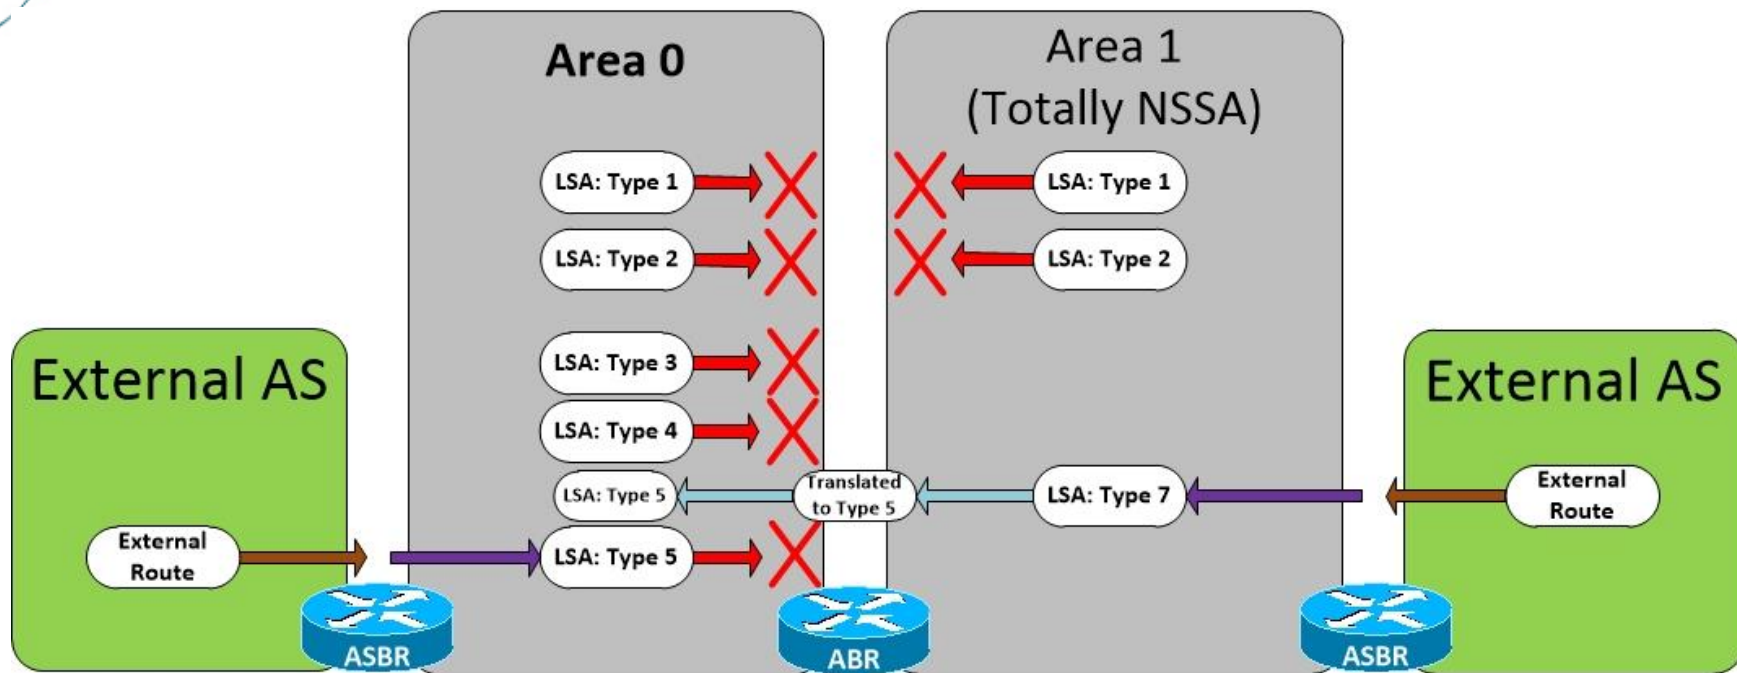 Area 0
Area 1
(Totally NSSA)
LSA: Type 1
LSA: Type 1
LSA: Type 2
LSA: Type 2
External AS
LSA: Type 3
External AS
LSA: Type 4
LSA: Type 5
Translated
to Type 5
LSA: Type 7
External
Route
External
Route
LSA: Type 5
ASBR
ABR
ASBR